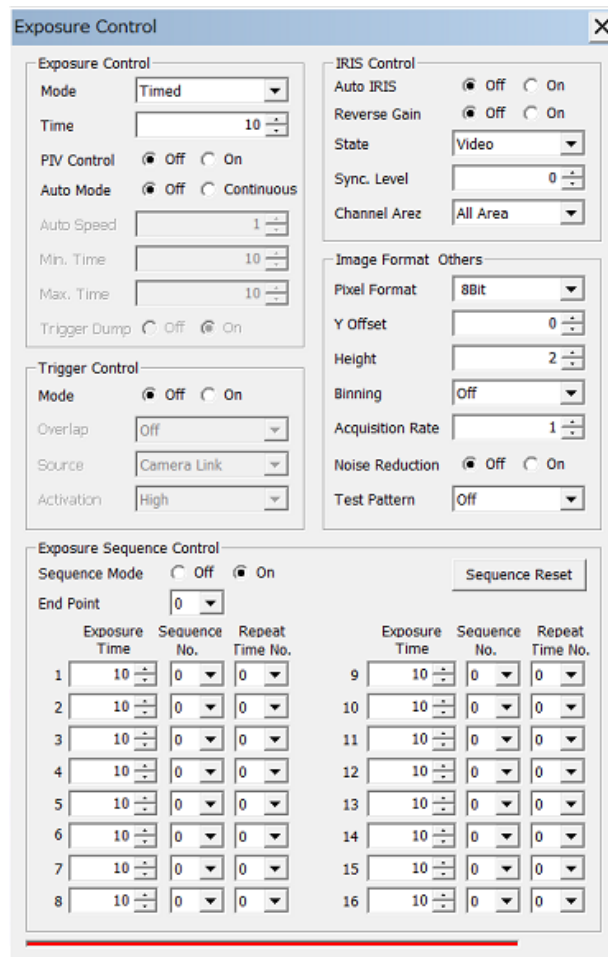 Exposure Control
Exposure Control
Mode Timed
Time 10
PIV Control Off On
Auto Mode Off Continuous
Auto Speed 1
Min. Time 10
Max. Time 10
Trigger Dump Off On
Trigger Control
Mode Off On
Overlap Off
Source Camera Link
Activation High
IRIS Control
Auto IRIS Off On
Reverse Gain Off On
State Video
Sync. Level 0
Channel Area All Area
Image Format Others
Pixel Format 8Bit
Y Offset 0
Height 2
Binning Off
Acquisition Rate 1
Noise Reduction Off On
Test Pattern Off
Exposure Sequence Control
Sequence Mode Off On
Sequence Reset
End Point 0
Exposure Sequence Repeat
Time No. Time No.
1 10 0 0
2 10 0 0
3 10 0 0
4 10 0 0
5 10 0 0
6 10 0 0
7 10 0 0
8 10 0 0
Exposure Sequence Repeat
Time No. Time No.
9 10 0 0
10 10 0 0
11 10 0 0
12 10 0 0
13 10 0 0
14 10 0 0
15 10 0 0
16 10 0 0